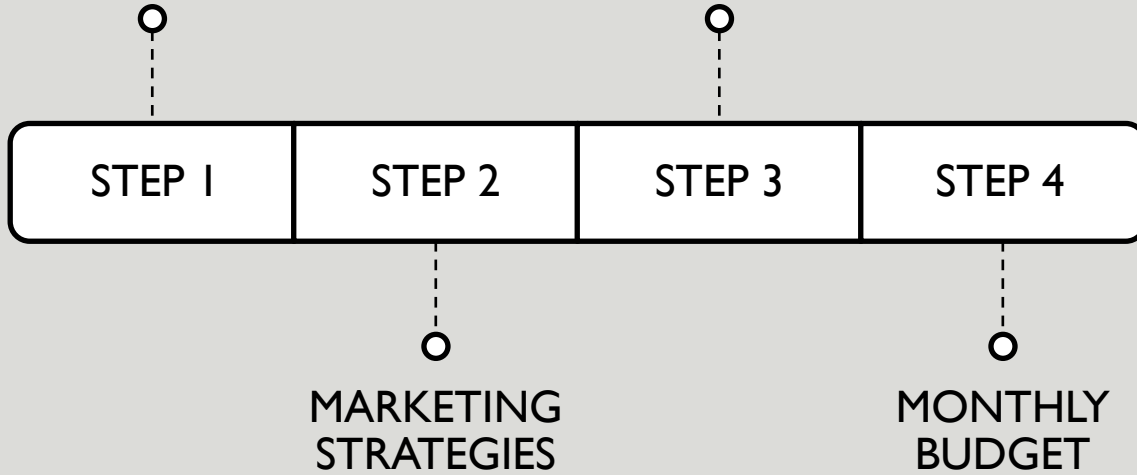 STEP 1
STEP 2
STEP 3
STEP 4
MARKETING
STRATEGIES
MONTHLY
BUDGET